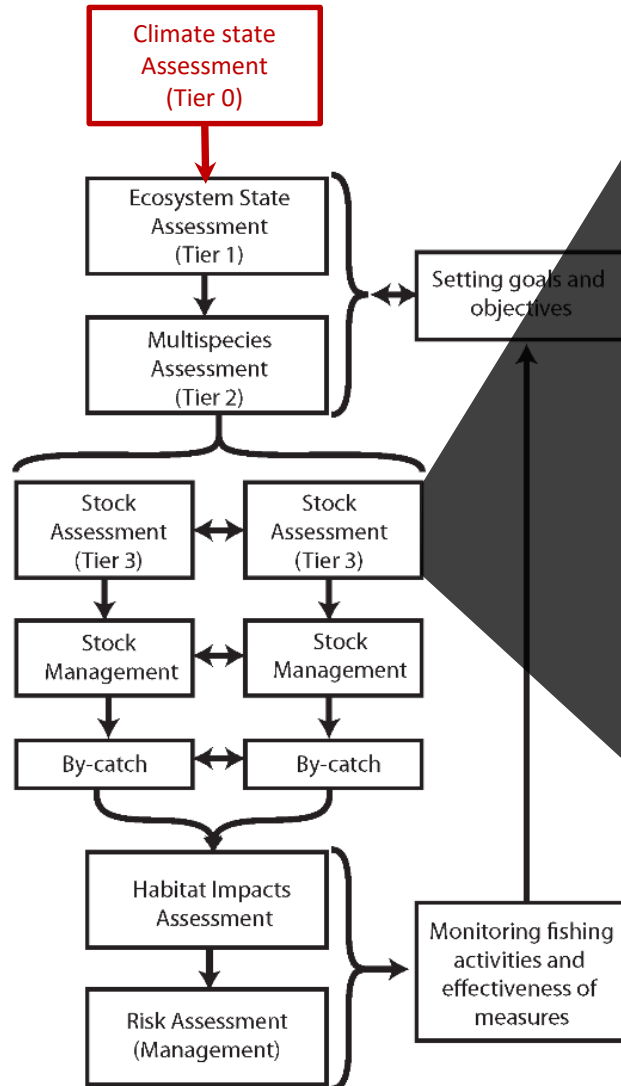 Climate state
Assessment
(Tier 0)
Ecosystem State
Assessment
(Tier 1)
Setting goals and
objectives
Multispecies
Assessment
(Tier 2)
Stock
Assessment
(Tier 3)
Stock
Assessment
(Tier 3)
Stock
Management
Stock
Management
By-catch
By-catch
Habitat Impacts
Assessment
Monitoring fishing
activities and
effectiveness of
measures
Risk Assessment
(Management)